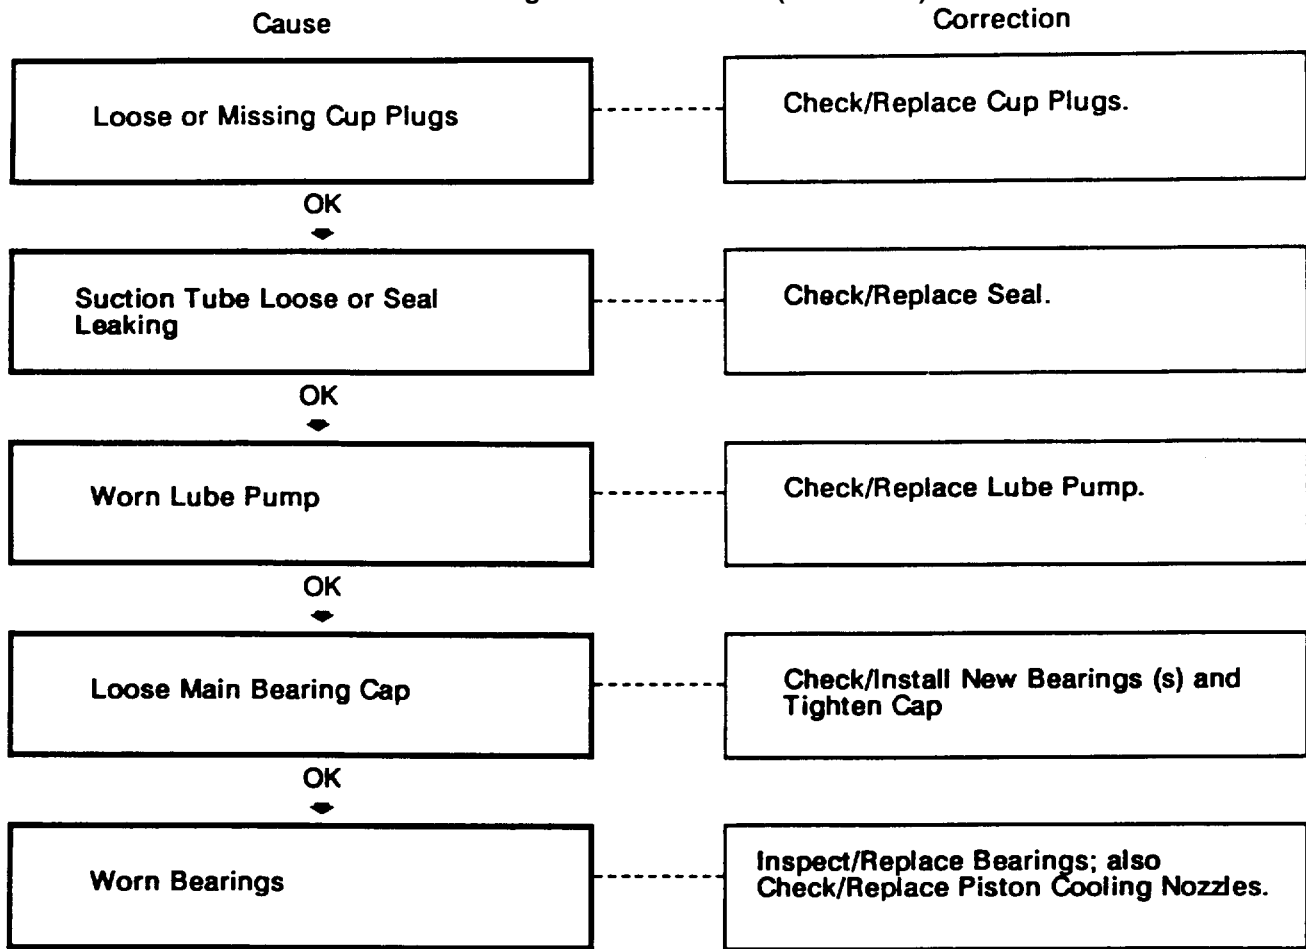 Cause
Correction
Loose or Missing Cup Plugs
Check/Replace Cup Plugs.
OK
Suction Tube Loose or Seal
Leaking
Check/Replace Seal.
OK
Worn Lube Pump
Check/Replace Lube Pump.
OK
Loose Main Bearing Cap
Check/Install New Bearings (s) and
Tighten Cap
OK
Worn Bearings
Inspect/Replace Bearings; also
Check/Replace Piston Cooling Nozzles.